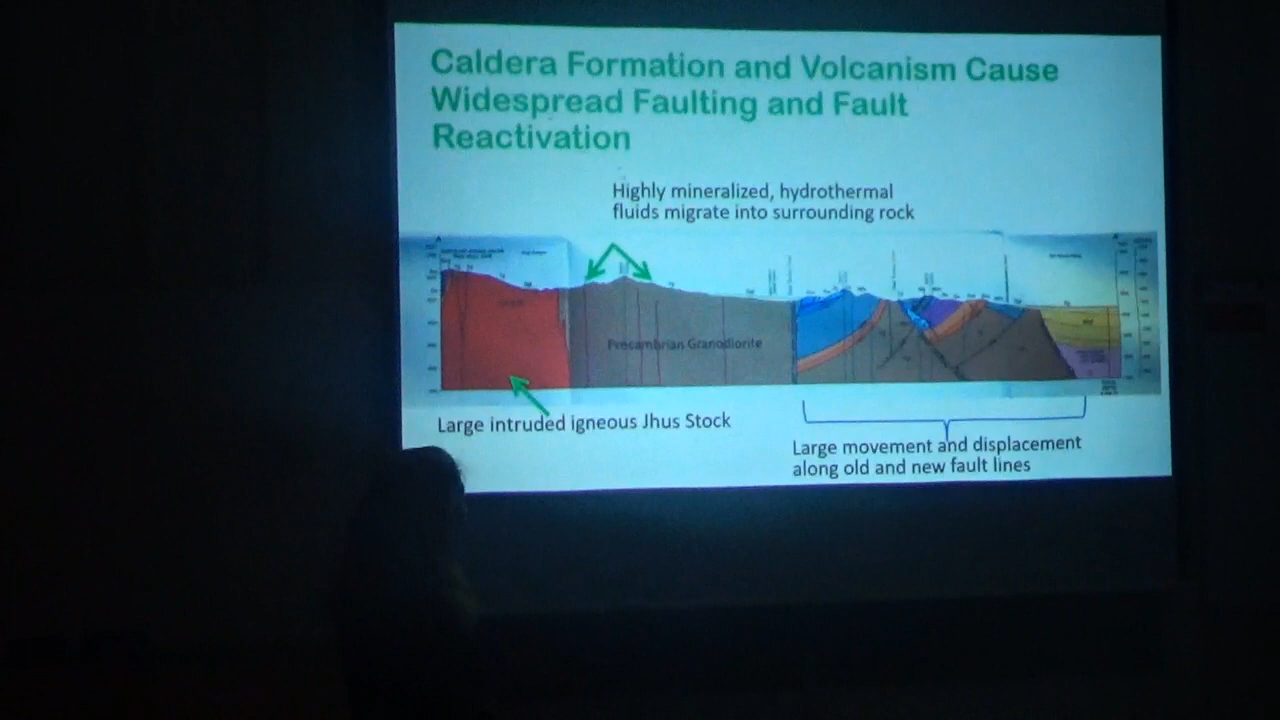 Caldera Formation and Volcanism Cause
Widespread Faulting and Fault
Reactivation
Highly mineralized, hydrothermal
fluids migrate into surrounding rock
Precambrian Granodiorite
Large intruded igneous Jhus Stock
Large movement and displacement
along old and new fault lines